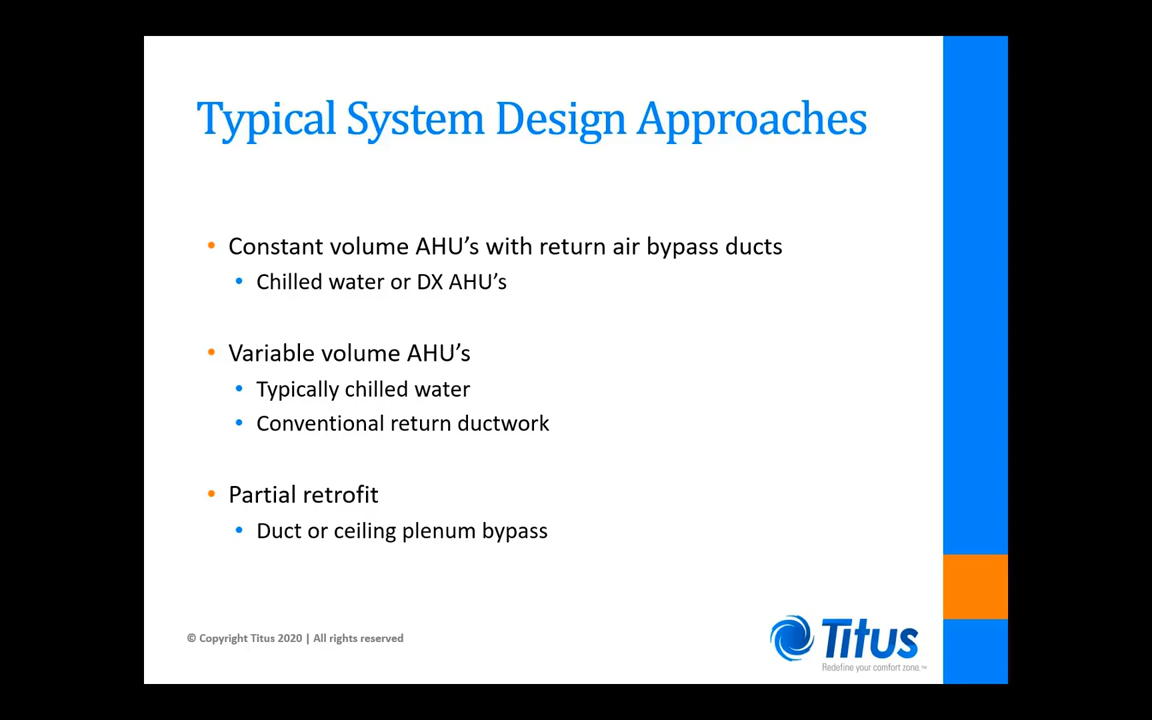 Typical System Design Approaches
• Constant volume AHU's with return air bypass ducts
• Chilled water or DX AHU's
• Variable volume AHU's
• Typically chilled water
• Conventional return ductwork
• Partial retrofit
• Duct or ceiling plenum bypass
© Copyright Titus 2020 | All rights reserved
Titus
Redefine your comfort zone.™